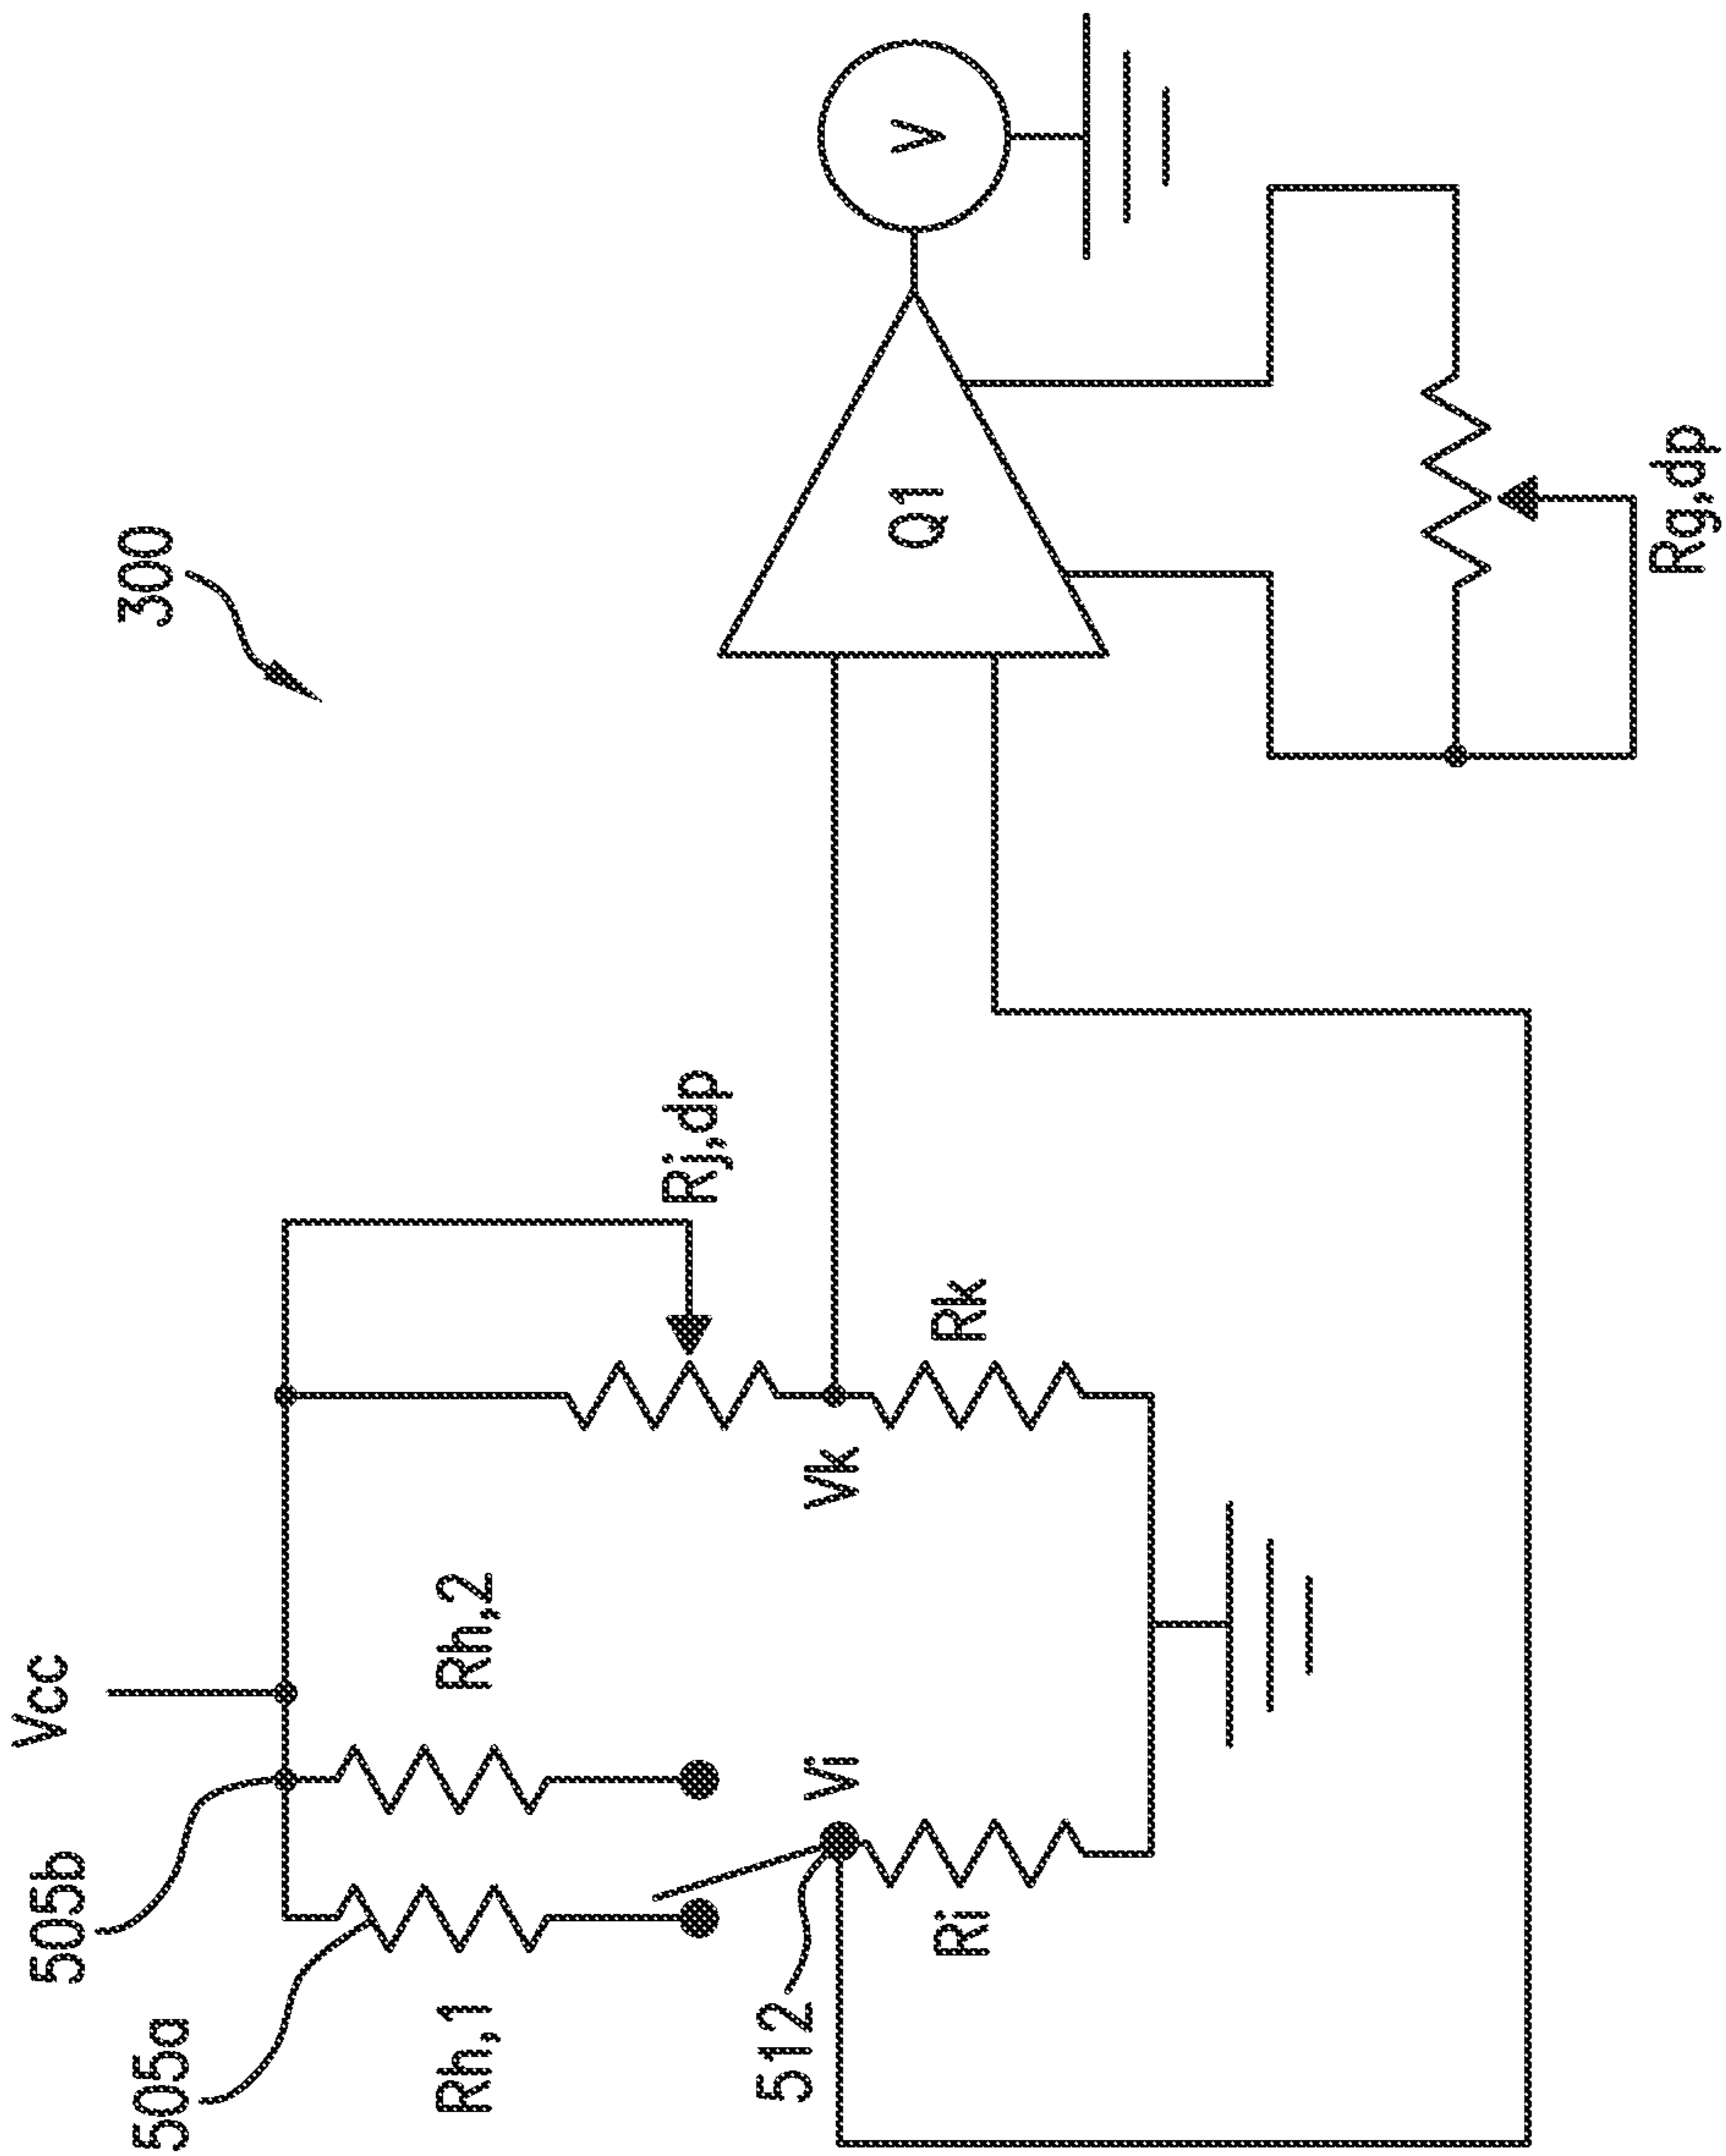 300
Vcc
505b
505a
Rh,1
Rh,2
Rj,dp
Vi
Vk
512
Ri
Rk
Q1
V
Rg,dp